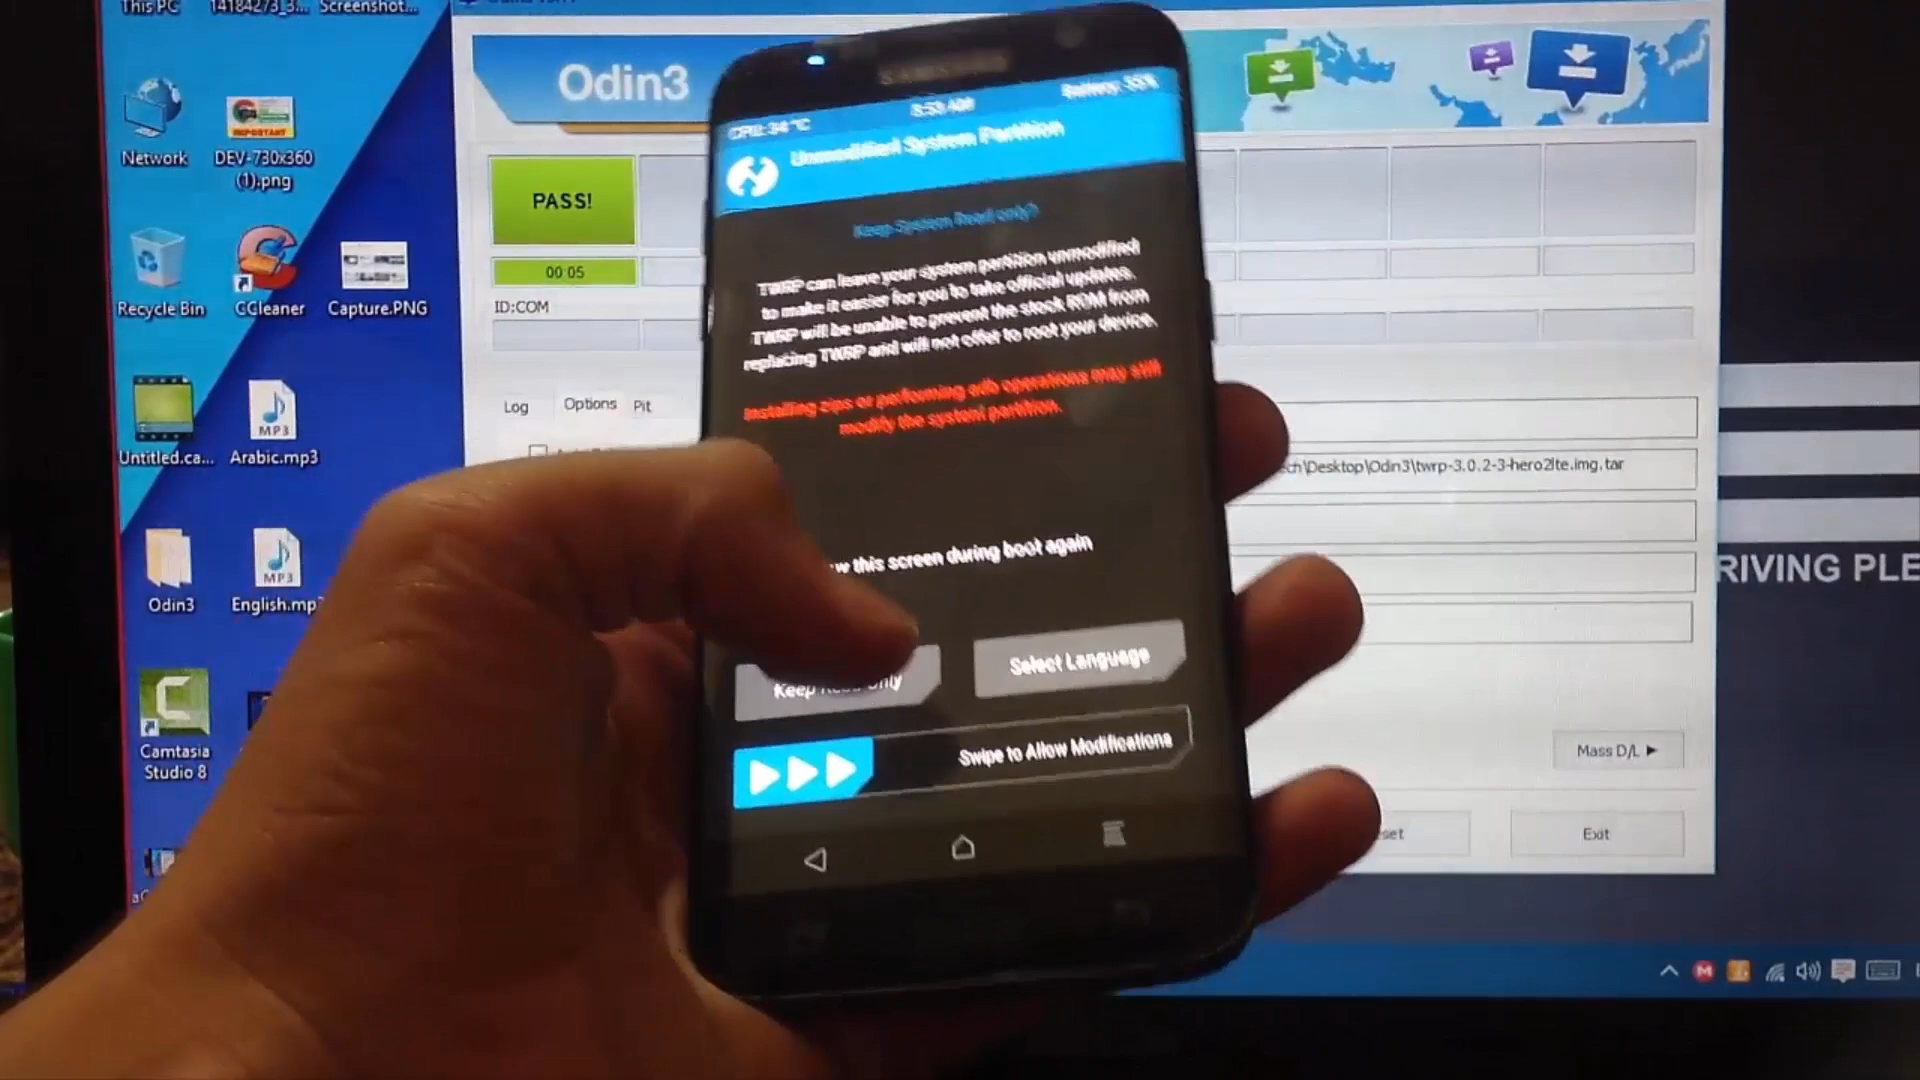 This PC
14184273_3...
Screenshot...
Network
DEV-730x360
(1).png
IMPORTANT
Recycle Bin
CCleaner
Capture.PNG
Untitled.ca...
MP3
Arabic.mp3
Odin3
MP3
English.mp3
Camtasia
Studio 8
Odin3
PASS!
00 05
ID:COM
Log
Options
Pit
ch\Desktop\Odin3\twrp-3.0.2-3-hero2lte.img.tar
Mass D/L
set
Exit
RIVING PLE
SAMSUNG
CPU: 34 °C
Unmodified System Partition
Keep System Read only?
TWRP can leave your system partition unmodified
to make it easier for you to take official updates.
TWRP will be unable to prevent the stock ROM from
replacing TWRP and will not offer to root your device.
Installing zips or performing adb operations may still
modify the system partition.
w this screen during boot again
Keep Read Only
Select Language
Swipe to Allow Modifications